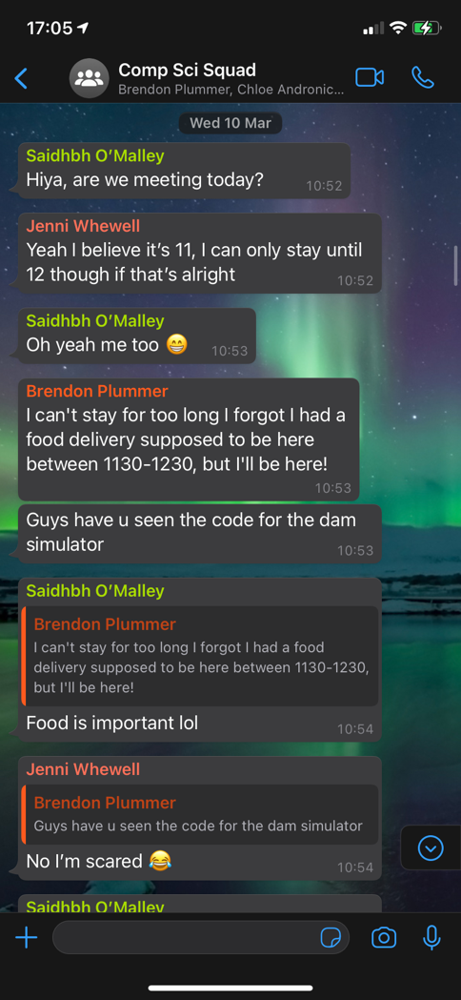 17:05
Comp Sci Squad
Brendon Plummer, Chloe Andronic...
Wed 10 Mar
Saidhbh O’Malley
Hiya, are we meeting today?
10:52
Jenni Whewell
Yeah I believe it’s 11, I can only stay until
12 though if that’s alright
10:52
Saidhbh O’Malley
Oh yeah me too 😁
10:53
Brendon Plummer
I can't stay for too long I forgot I had a
food delivery supposed to be here
between 1130-1230, but I'll be here!
10:53
Guys have u seen the code for the dam
simulator
10:53
Saidhbh O’Malley
Brendon Plummer
I can't stay for too long I forgot I had a food
delivery supposed to be here between 1130-1230,
but I'll be here!
Food is important lol
10:54
Jenni Whewell
Brendon Plummer
Guys have u seen the code for the dam simulator
No I’m scared 😂
10:54
Saidhbh O’Malley